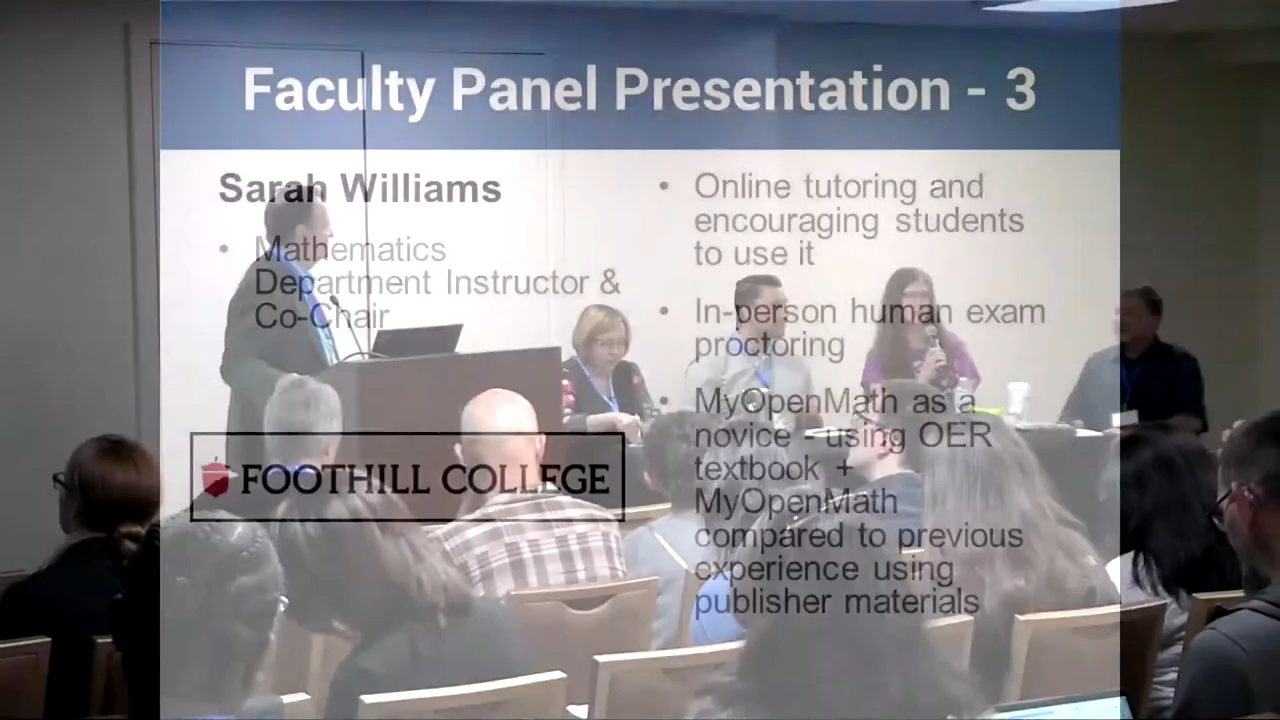 Faculty Panel Presentation - 3
Sarah Williams
• Mathematics
Department Instructor &
Co-Chair
FOOTHILL COLLEGE
• Online tutoring and
encouraging students
to use it
• In-person human exam
proctoring
• MyOpenMath as a
novice - using OER
textbook +
MyOpenMath
compared to previous
experience using
publisher materials